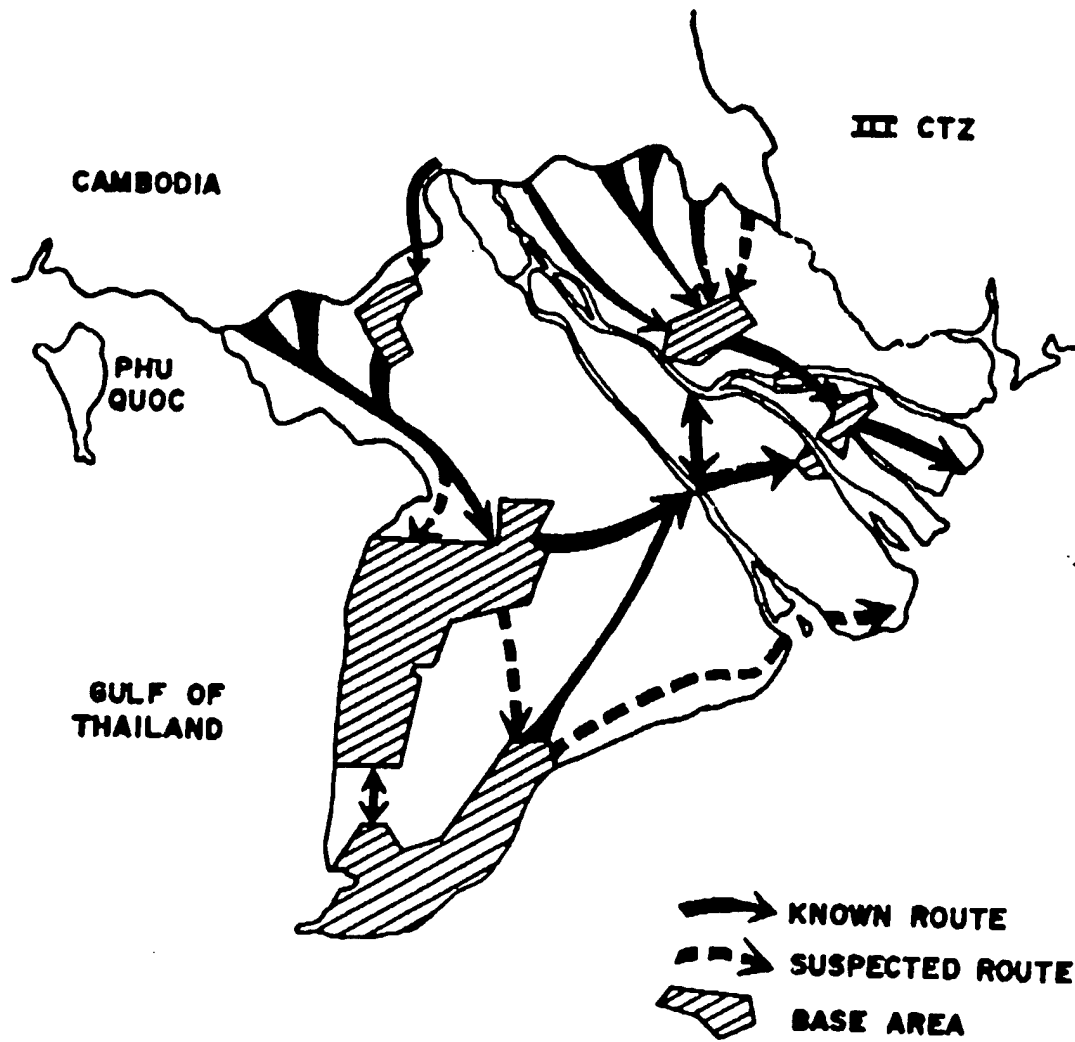 III CTZ
CAMBODIA
PHU
QUOC
GULF OF
THAILAND
KNOWN ROUTE
SUSPECTED ROUTE
BASE AREA